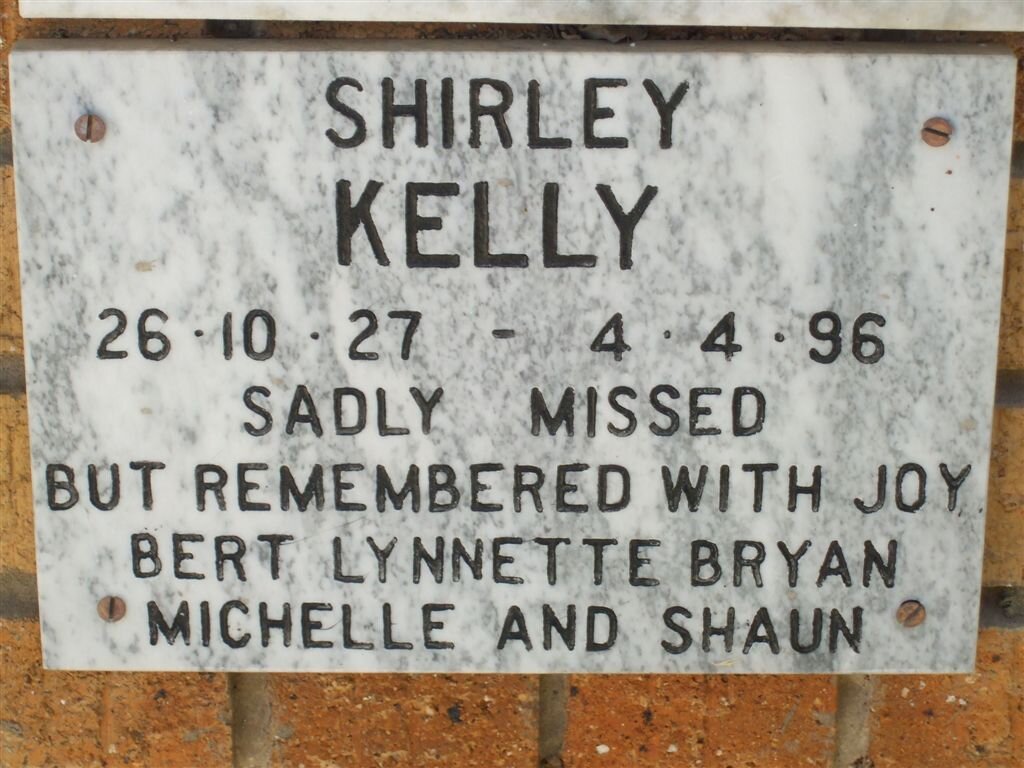 SHIRLEY
KELLY
26·10·27 - 4·4·96
SADLY MISSED
BUT REMEMBERED WITH JOY
BERT LYNNETTE BRYAN
MICHELLE AND SHAUN